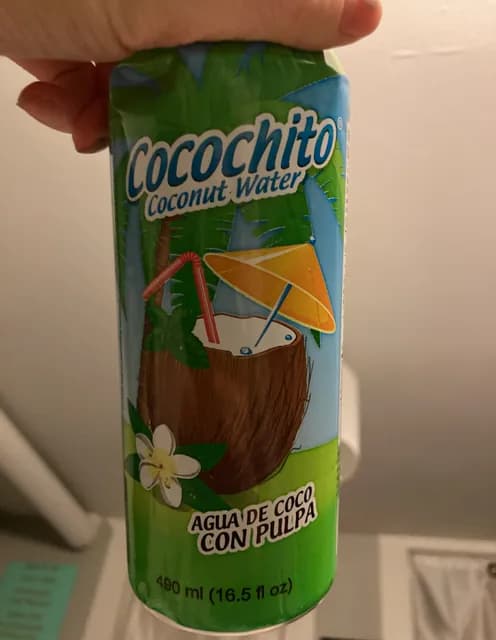 Cocochito®
Coconut Water
AGUA DE COCO
CON PULPA
490 ml (16.5 fl oz)